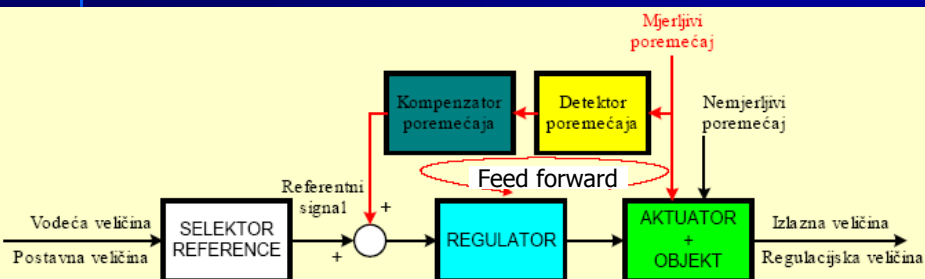 Mjerljivi
poremećaj
Kompenzator
poremećaja
Detektor
poremećaja
Nemjerljivi
poremećaj
Feed forward
Referentni
signal
+
Vodeća veličina
Postavna veličina
SELEKTOR
REFERENCE
+
REGULATOR
AKTUATOR
+
OBJEKT
Izlazna veličina
Regulacijska veličina